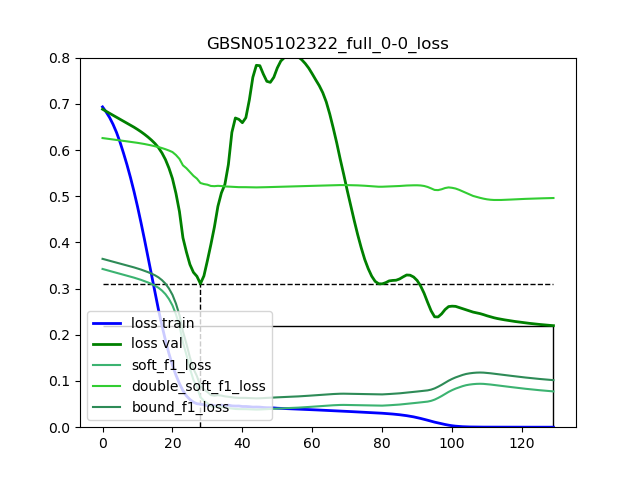 GBSN05102322_full_0-0_loss
0.8
0.7
0.6
0.5
0.4
0.3
0.2
0.1
0.0
loss train
loss val
soft_f1_loss
double_soft_f1_loss
bound_f1_loss
0 20 40 60 80 100 120